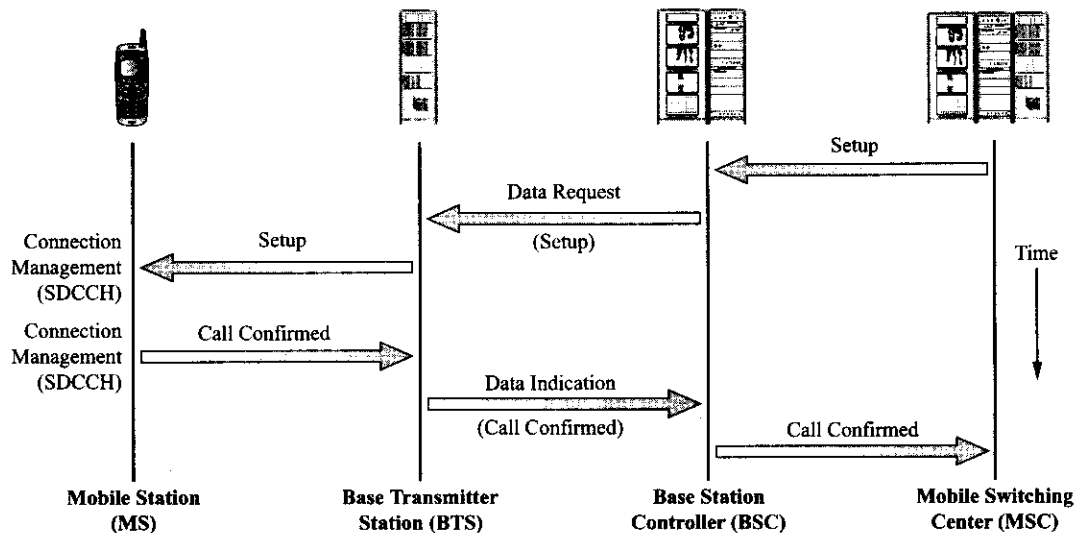 Setup
Data Request
(Setup)
Connection
Management
(SDCCH)
Setup
Time
Connection
Management
(SDCCH)
Call Confirmed
Data Indication
(Call Confirmed)
Call Confirmed
Mobile Station
(MS)
Base Transmitter
Station (BTS)
Base Station
Controller (BSC)
Mobile Switching
Center (MSC)